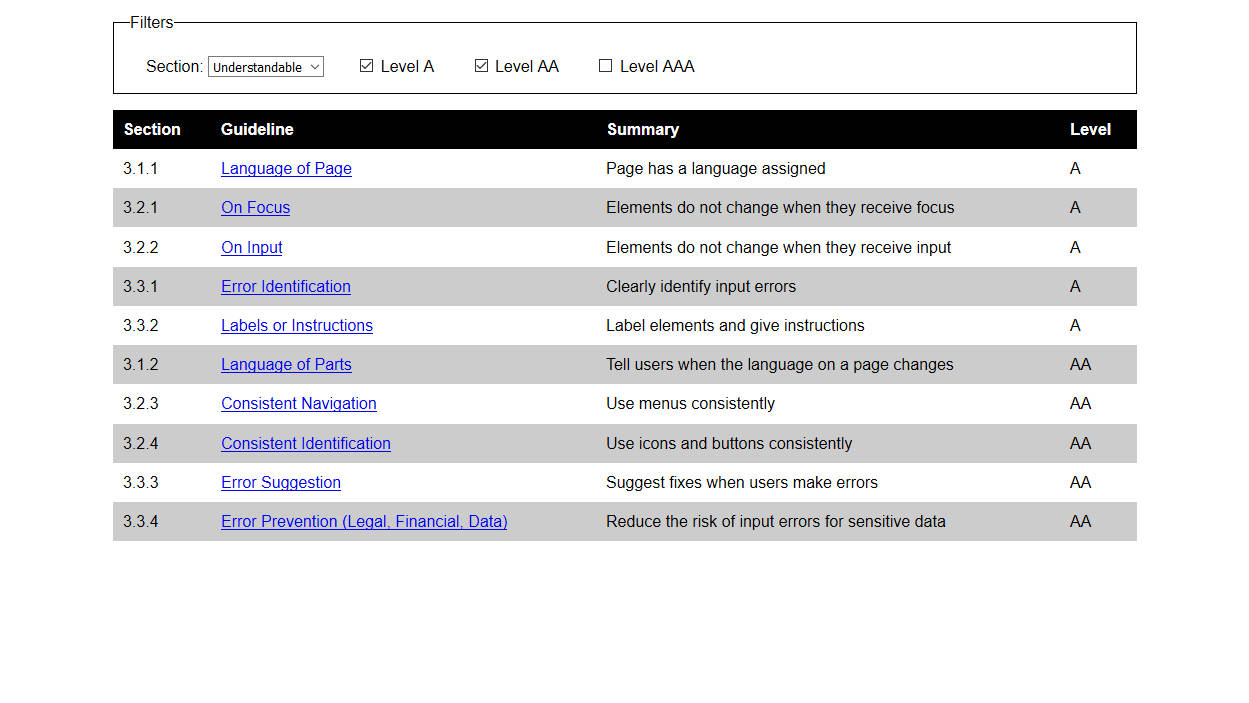 Filters
Section: Understandable Level A Level AA Level AAA
Section Guideline Summary Level
3.1.1 Language of Page Page has a language assigned A
3.2.1 On Focus Elements do not change when they receive focus A
3.2.2 On Input Elements do not change when they receive input A
3.3.1 Error Identification Clearly identify input errors A
3.3.2 Labels or Instructions Label elements and give instructions A
3.1.2 Language of Parts Tell users when the language on a page changes AA
3.2.3 Consistent Navigation Use menus consistently AA
3.2.4 Consistent Identification Use icons and buttons consistently AA
3.3.3 Error Suggestion Suggest fixes when users make errors AA
3.3.4 Error Prevention (Legal, Financial, Data) Reduce the risk of input errors for sensitive data AA